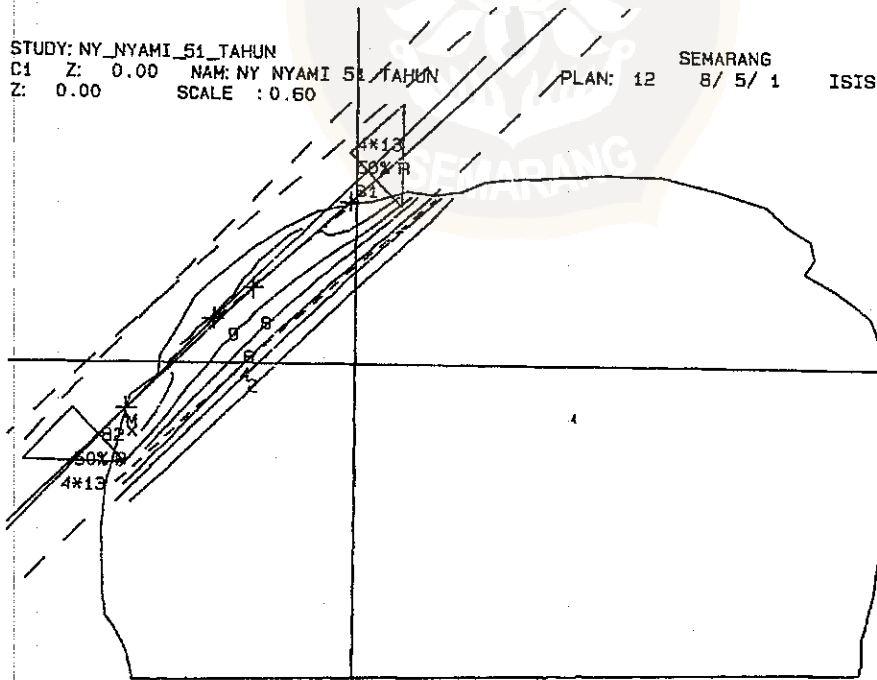 STUDY: NY_NYAMI_51_TAHUN
SEMARANG
C1 Z: 0.00 NAM: NY NYAMI 51 TAHUN PLAN: 12 8/ 5/ 1 ISIS
Z: 0.00 SCALE : 0.60
4*13
50%
B1
SEMARANG
9 8
6
4
2
M
B2
50%
4*13